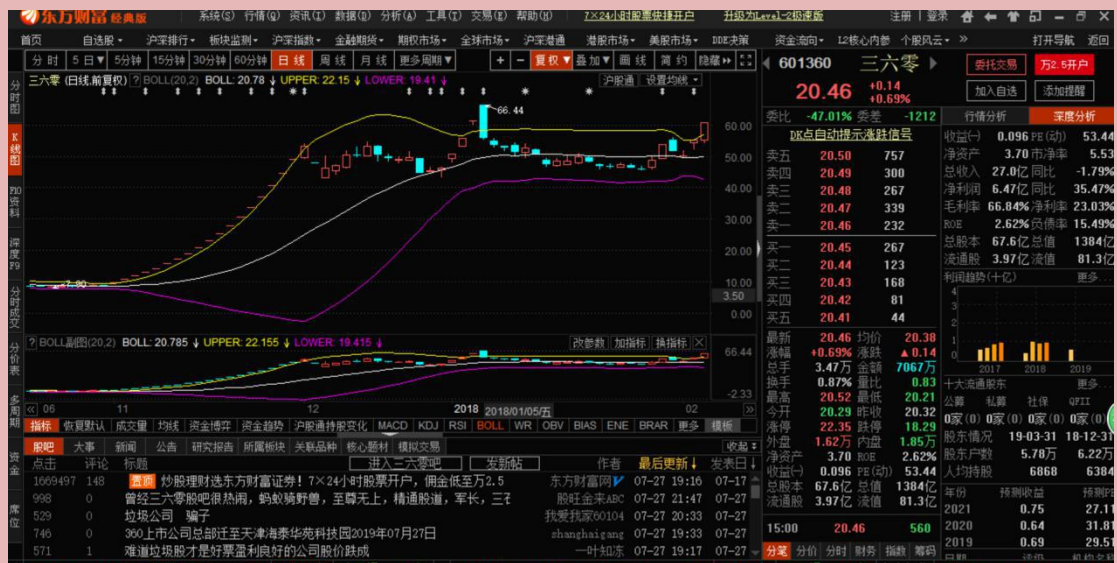 东方财富 经典版 系统(S) 行情(Q) 资讯(I) 数据(D) 分析(A) 工具(T) 交易(E) 帮助(H) 7×24小时股票快捷开户 升级为Level-2极速版 注册 | 登录
首页 自选股 沪深排行 板块监测 沪深指数 金融期货 期权市场 全球市场 沪深港通 港股市场 美股市场 DDE决策 资金流向 L2核心内参 个股风云 打开导航 返回
分时 5日 5分钟 15分钟 30分钟 60分钟 日线 周线 月线 更多周期 + - 复权 叠加 画线 简约 隐藏
三六零 (日线.前复权) ? BOLL(20,2) BOLL: 20.78 ↓ UPPER: 22.15 ↓ LOWER: 19.41 ↓ 沪股通 设置均线
分时图
K线图
F10资料
深度F9
分时成交
分价表
多周期
资金
席位
66.44
60.00
50.00
40.00
30.00
20.00
10.00
3.50
0.00
7.80
? BOLL副图(20,2) BOLL: 20.785 ↓ UPPER: 22.155 ↓ LOWER: 19.415 ↓ 改参数 加指标 换指标
66.44
-2.33
06 11 12 2018 2018/01/05/五 02
指标 恢复默认 成交量 均线 资金博弈 资金趋势 沪股通持股变化 MACD KDJ RSI BOLL WR OBV BIAS ENE BRAR 更多 模板
股吧 大事 新闻 公告 研究报告 所属板块 关联品种 核心题材 模拟交易 收起
点击 评论 标题 进入三六零吧 发新帖 作者 最后更新↓ 发表日↓
1669497 148 置顶 炒股理财选东方财富证券！7×24小时股票开户，佣金低至万2.5 东方财富网 07-27 19:16 07-17
998 0 曾经三六零股吧很热闹，蚂蚁骑野兽，至尊无上，精通股道，军长，三石 股旺金来ABC 07-27 21:47 07-27
529 0 垃圾公司 骗子 我爱我家60104 07-27 20:33 07-27
746 0 360上市公司总部迁至天津海泰华苑科技园2019年07月27日 zhanghaigang 07-27 19:33 07-27
571 1 难道垃圾股才是好票盈利良好的公司股价跌成 一叶知冻 07-27 19:17 07-27
601360 三六零
20.46 +0.14
+0.69%
委托交易 万2.5开户
加入自选 添加提醒
委比 -47.01% 委差 -1212
DK点自动提示涨跌信号
卖五 20.50 757
卖四 20.49 300
卖三 20.48 267
卖二 20.47 339
卖一 20.46 232
买一 20.45 267
买二 20.44 123
买三 20.43 168
买四 20.42 81
买五 20.41 44
最新 20.46 均价 20.38
涨幅 +0.69% 涨跌 ▲0.14
总手 3.47万 金额 7067万
换手 0.87% 量比 0.83
最高 20.52 最低 20.21
今开 20.29 昨收 20.32
涨停 22.35 跌停 18.29
外盘 1.62万 内盘 1.85万
净资产 3.70 ROE 2.62%
收益(一) 0.096 PE(动) 53.44
总股本 67.6亿 总值 1384亿
流通股 3.97亿 流值 81.3亿
15:00 20.46 560
分笔 分价 分时 财务 指数 筹码
行情分析 深度分析
收益(一) 0.096 PE(动) 53.44
净资产 3.70 市净率 5.53
总收入 27.0亿 同比 -1.79%
净利润 6.47亿 同比 35.47%
毛利率 66.84% 净利率 23.03%
ROE 2.62% 负债率 15.49%
总股本 67.6亿 总值 1384亿
流通股 3.97亿 流值 81.3亿
利润趋势(十亿) 更多...
4
3
2
1
0
2017 2018 2019
十大流通股东 更多...
公募 私募 社保 QFII
0家(0) 0家(0) 0家(0) 0家(0)
股东情况 19-03-31 18-12-31
股东户数 5.78万 6.22万
人均持股 6868 6384
年份 预测收益 预测PE
2021 0.75 27.11
2020 0.64 31.81
2019 0.69 29.51